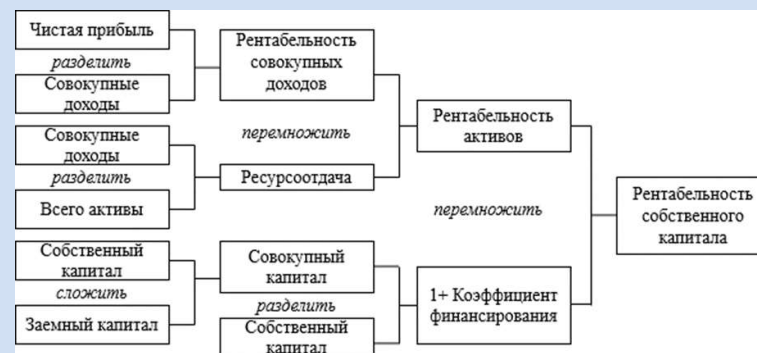 Чистая прибыль
разделить
Совокупные
доходы
Совокупные
доходы
разделить
Всего активы
Собственный
капитал
сложить
Заемный капитал
Рентабельность
совокупных
доходов
перемножить
Ресурсоотдача
Совокупный
капитал
разделить
Собственный
капитал
Рентабельность
активов
перемножить
1+ Коэффициент
финансирования
Рентабельность
собственного
капитала